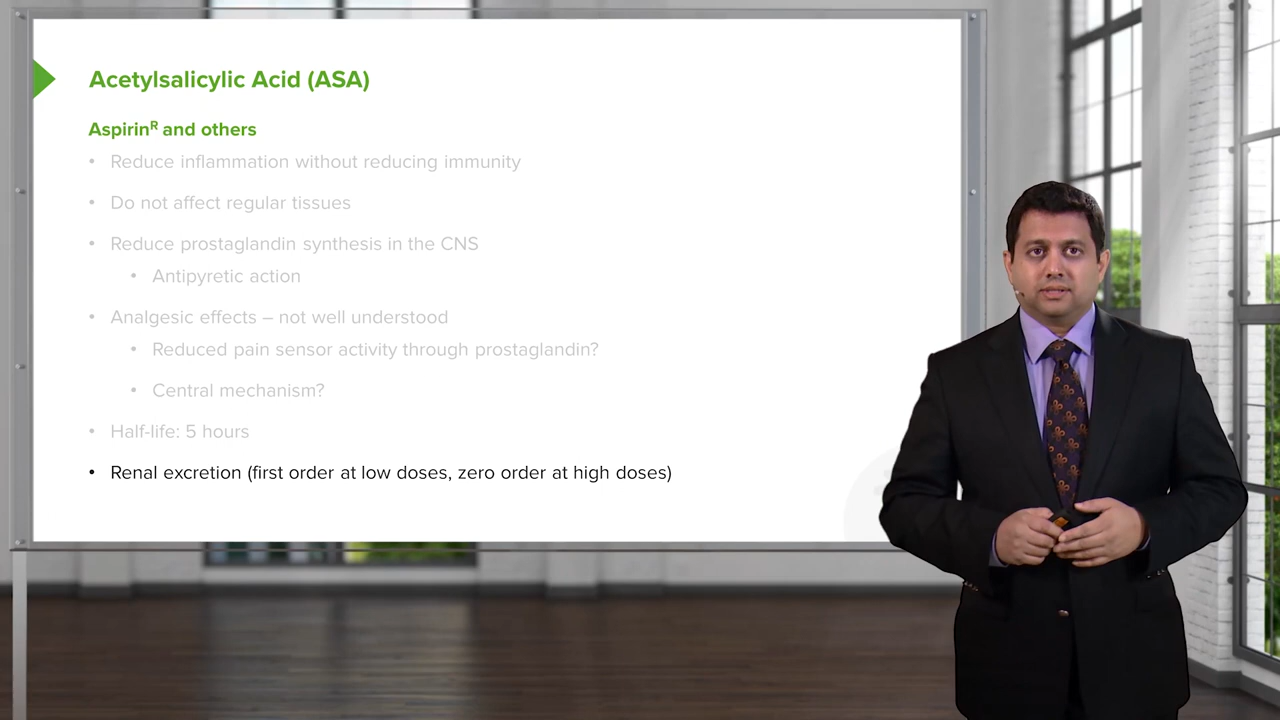 Acetylsalicylic Acid (ASA)
Aspirin^R and others
• Reduce inflammation without reducing immunity
• Do not affect regular tissues
• Reduce prostaglandin synthesis in the CNS
• Antipyretic action
• Analgesic effects – not well understood
• Reduced pain sensor activity through prostaglandin?
• Central mechanism?
• Half-life: 5 hours
• Renal excretion (first order at low doses, zero order at high doses)